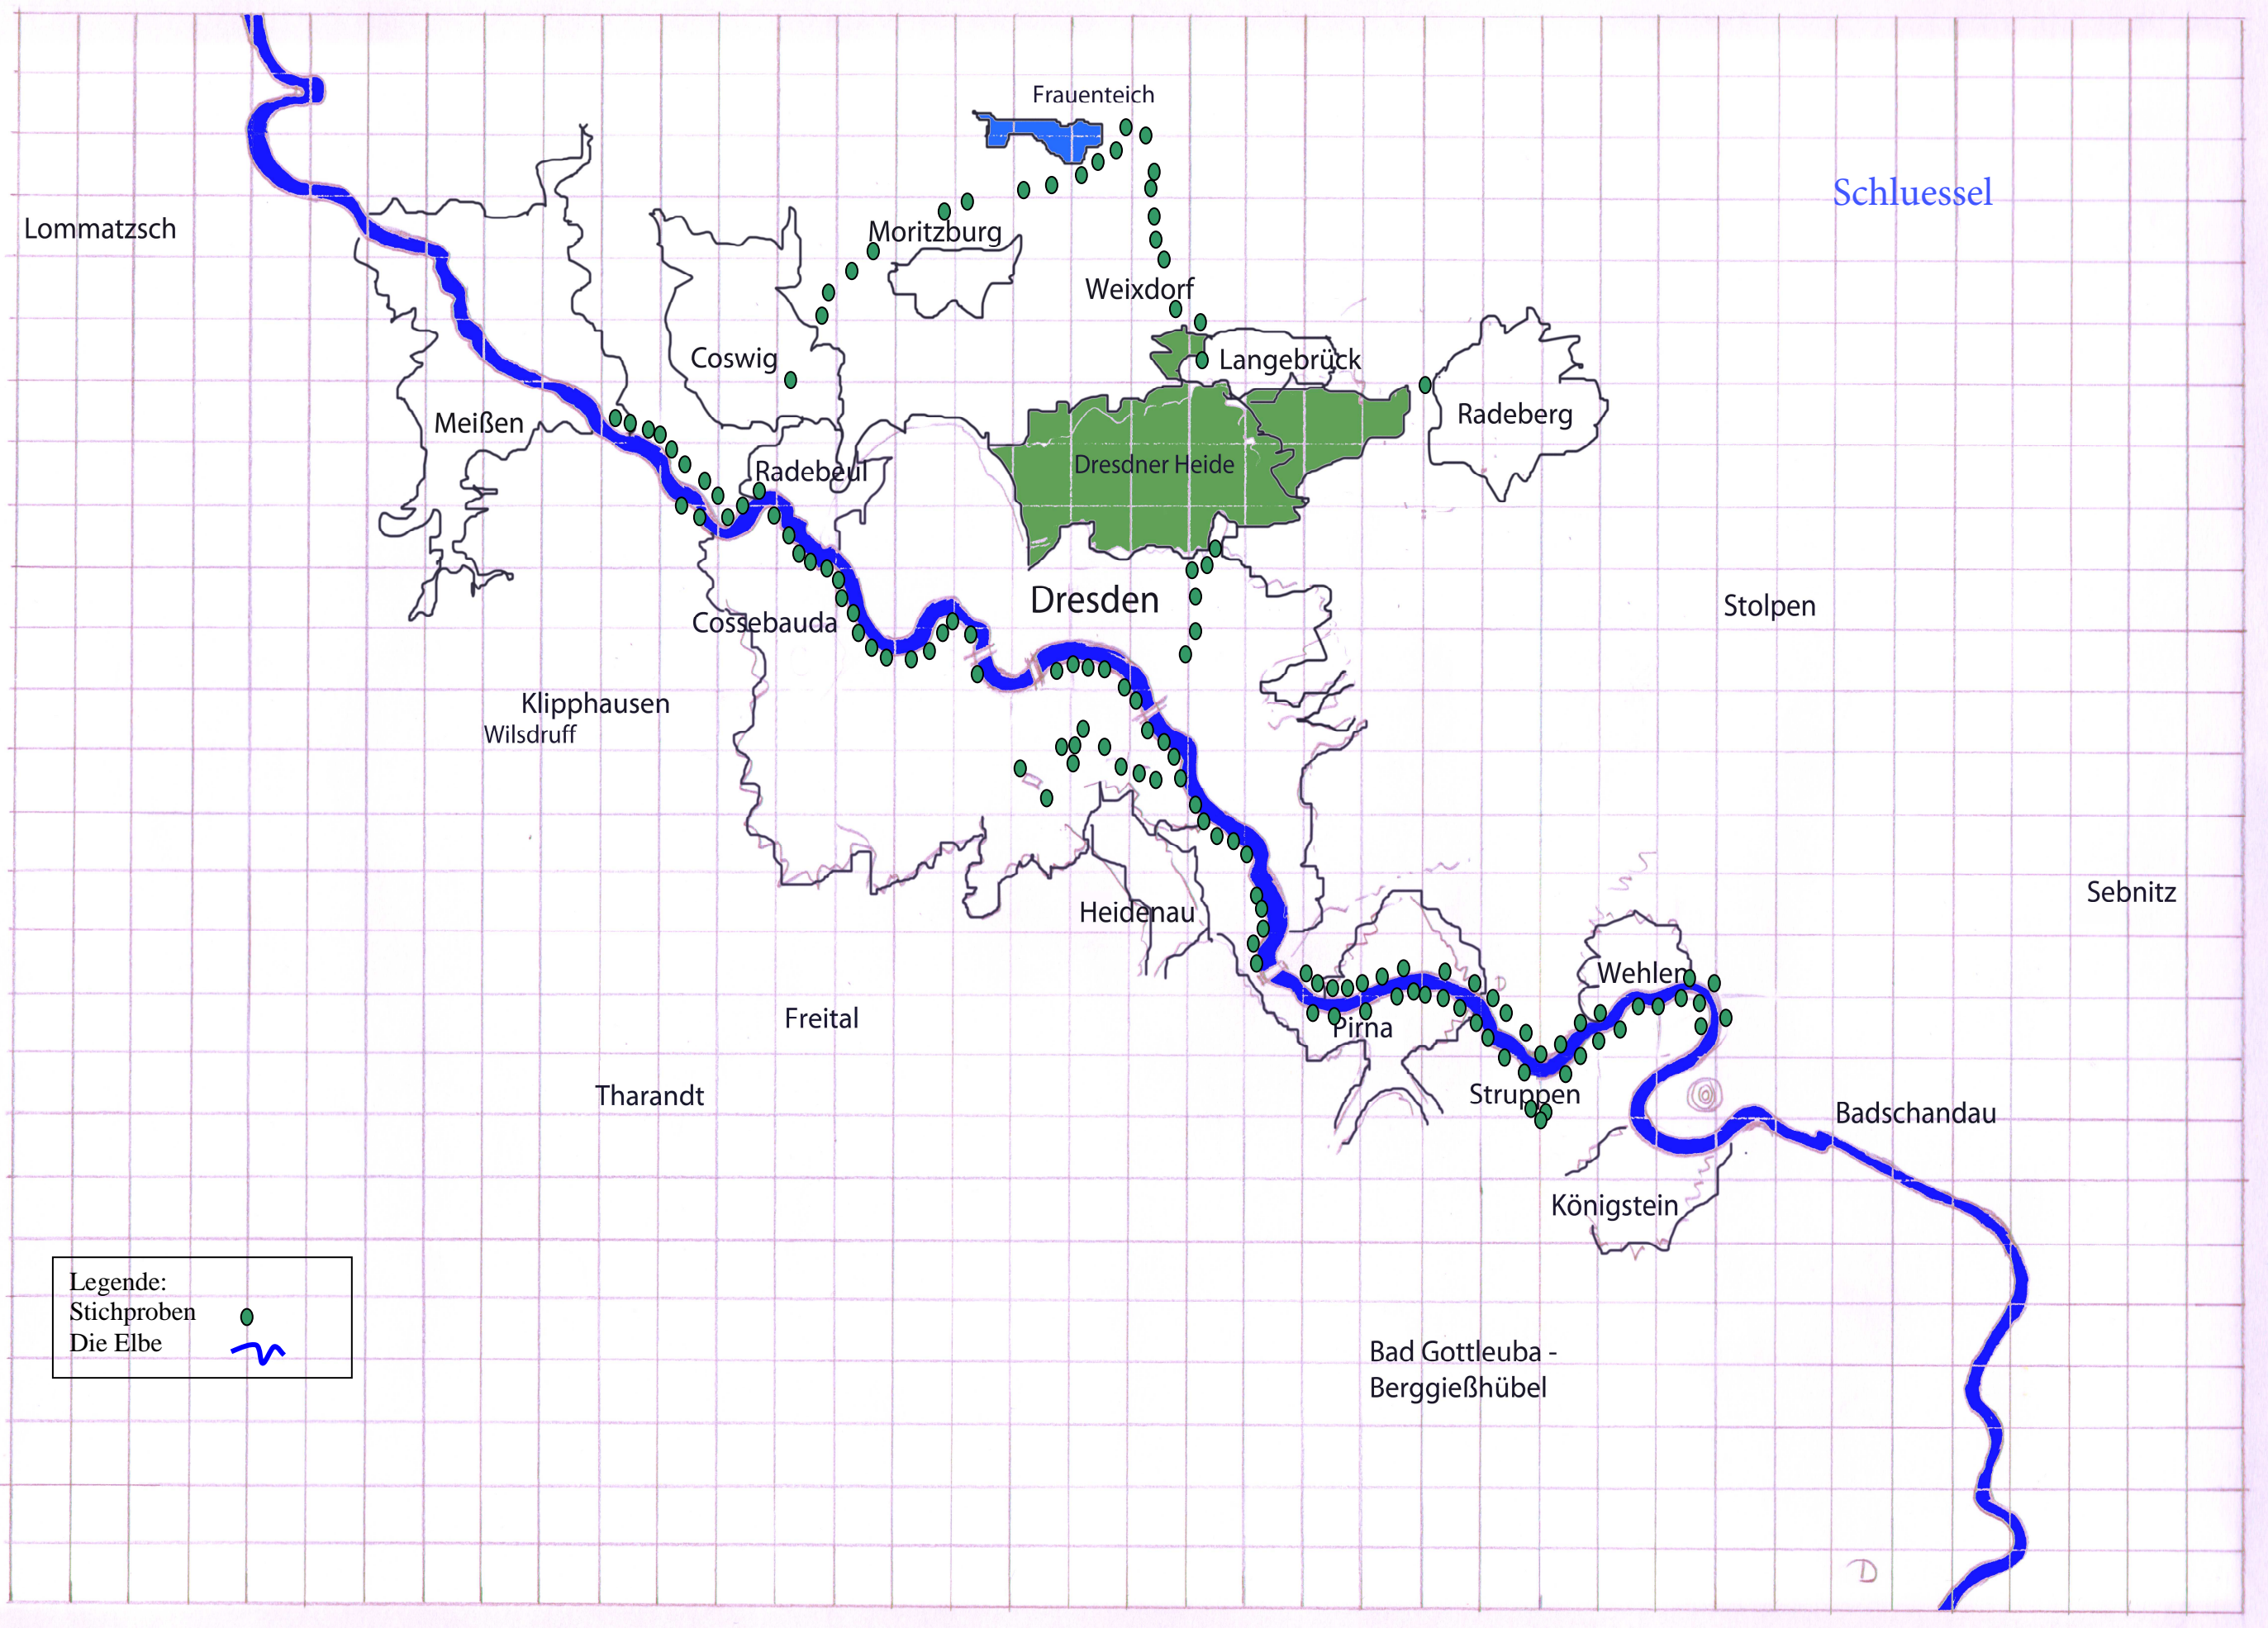 Frauenteich
Schluessel
Lommatzsch
Moritzburg
Weixdorf
Coswig
Langebrück
Radeberg
Meißen
Radebeul
Dresdner Heide
Dresden
Stolpen
Cossebauda
Klipphausen
Wilsdruff
Sebnitz
Heidenau
Wehlen
Freital
Pirna
Tharandt
Struppen
Badschandau
Königstein
Legende:
Stichproben
Die Elbe
Bad Gottleuba -
Berggießhübel
D